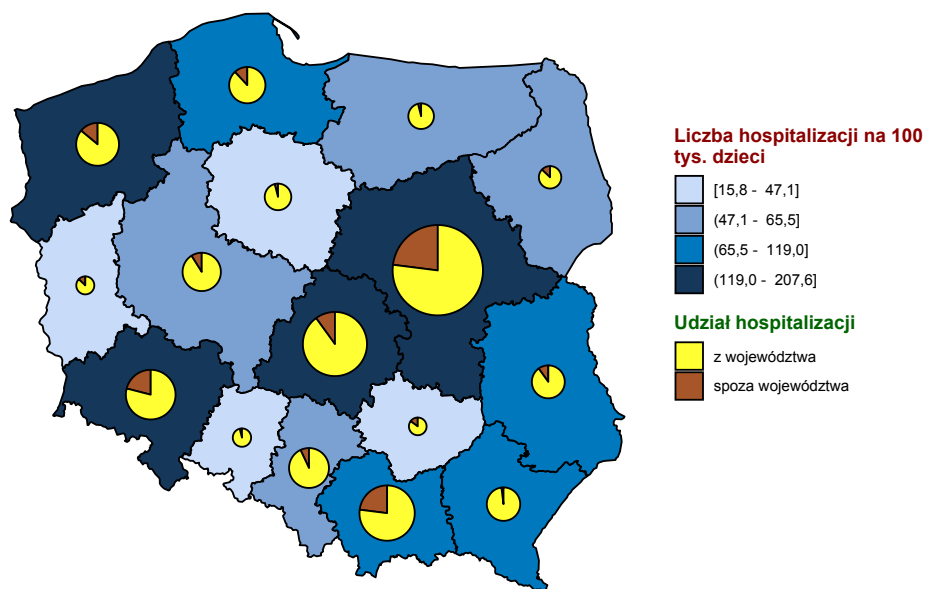 Liczba hospitalizacji na 100
tys. dzieci
[15,8 - 47,1]
(47,1 - 65,5]
(65,5 - 119,0]
(119,0 - 207,6]
Udział hospitalizacji
z województwa
spoza województwa